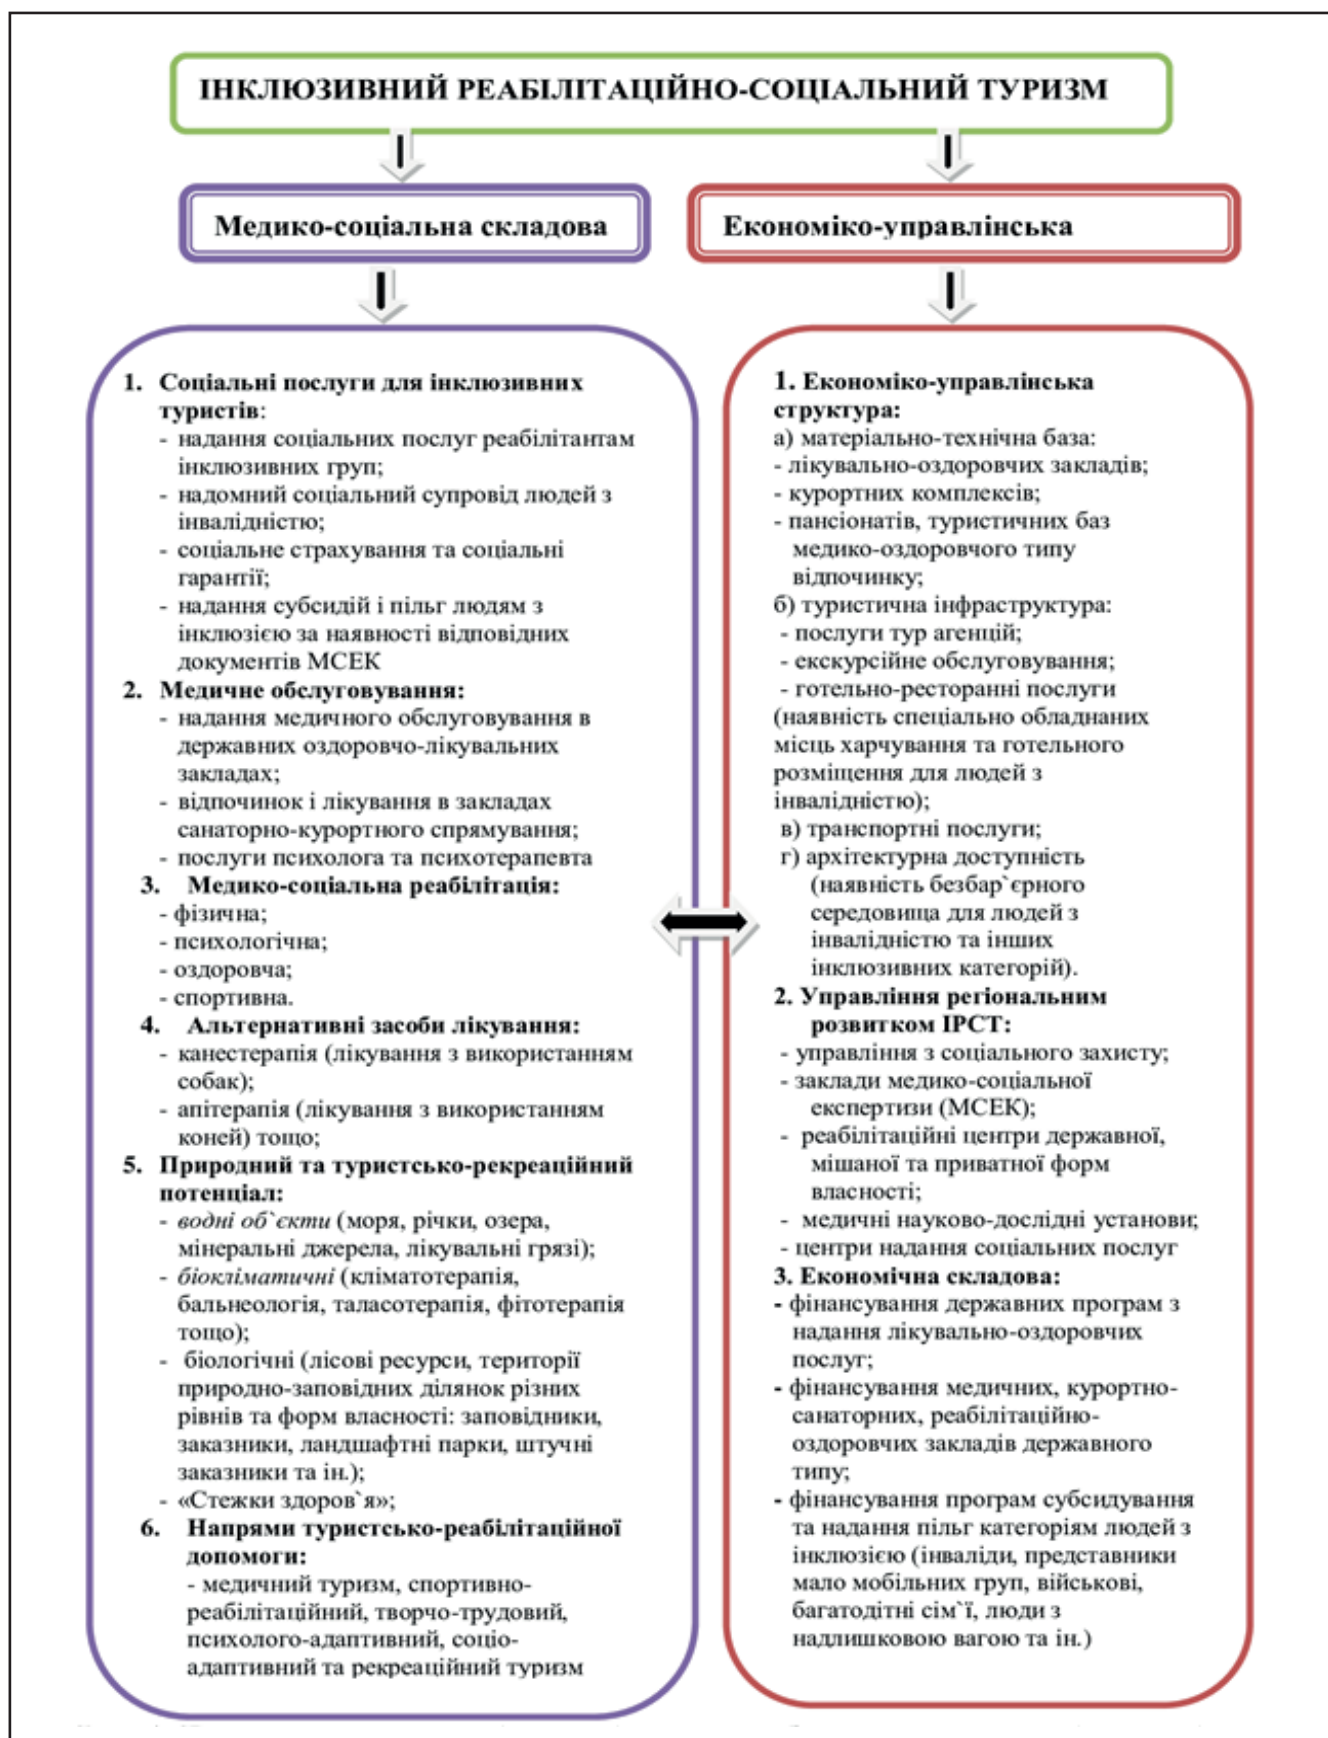 ІНКЛЮЗИВНИЙ РЕАБІЛІТАЦІЙНО-СОЦІАЛЬНИЙ ТУРИЗМ
Медико-соціальна складова
Економіко-управлінська
1. Соціальні послуги для інклюзивних
туристів:
- надання соціальних послуг реабілітантам
інклюзивних груп;
- надомний соціальний супровід людей з
інвалідністю;
- соціальне страхування та соціальні
гарантії;
- надання субсидій і пільг людям з
інклюзією за наявності відповідних
документів МСЕК
2. Медичне обслуговування:
- надання медичного обслуговування в
державних оздоровчо-лікувальних
закладах;
- відпочинок і лікування в закладах
санаторно-курортного спрямування;
- послуги психолога та психотерапевта
3. Медико-соціальна реабілітація:
- фізична;
- психологічна;
- оздоровча;
- спортивна.
4. Альтернативні засоби лікування:
- канестерапія (лікування з використанням
собак);
- апітерапія (лікування з використанням
коней) тощо;
5. Природний та туристсько-рекреаційний
потенціал:
- водні об`єкти (моря, річки, озера,
мінеральні джерела, лікувальні грязі);
- біокліматичні (кліматотерапія,
бальнеологія, таласотерапія, фітотерапія
тощо);
- біологічні (лісові ресурси, території
природно-заповідних ділянок різних
рівнів та форм власності: заповідники,
заказники, ландшафтні парки, штучні
заказники та ін.);
- «Стежки здоров`я»;
6. Напрями туристсько-реабілітаційної
допомоги:
- медичний туризм, спортивно-
реабілітаційний, творчо-трудовий,
психолого-адаптивний, соціо-
адаптивний та рекреаційний туризм
1. Економіко-управлінська
структура:
а) матеріально-технічна база:
- лікувально-оздоровчих закладів;
- курортних комплексів;
- пансіонатів, туристичних баз
медико-оздоровчого типу
відпочинку;
б) туристична інфраструктура:
- послуги тур агенцій;
- екскурсійне обслуговування;
- готельно-ресторанні послуги
(наявність спеціально обладнаних
місць харчування та готельного
розміщення для людей з
інвалідністю);
в) транспортні послуги;
г) архітектурна доступність
(наявність безбар`єрного
середовища для людей з
інвалідністю та інших
інклюзивних категорій).
2. Управління регіональним
розвитком ІРСТ:
- управління з соціального захисту;
- заклади медико-соціальної
експертизи (МСЕК);
- реабілітаційні центри державної,
мішаної та приватної форм
власності;
- медичні науково-дослідні установи;
- центри надання соціальних послуг
3. Економічна складова:
- фінансування державних програм з
надання лікувально-оздоровчих
послуг;
- фінансування медичних, курортно-
санаторних, реабілітаційно-
оздоровчих закладів державного
типу;
- фінансування програм субсидування
та надання пільг категоріям людей з
інклюзією (інваліди, представники
мало мобільних груп, військові,
багатодітні сім`ї, люди з
надлишковою вагою та ін.)